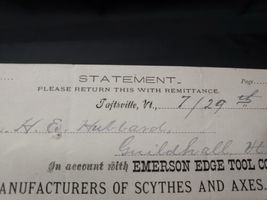 STATEMENT.
Page
PLEASE RETURN THIS WITH REMITTANCE.
Taftsville, Vt., 7/29
H. E. Hubbard,
Guildhall, Vt.
In account with EMERSON EDGE TOOL CO
ANUFACTURERS OF SCYTHES AND AXES.